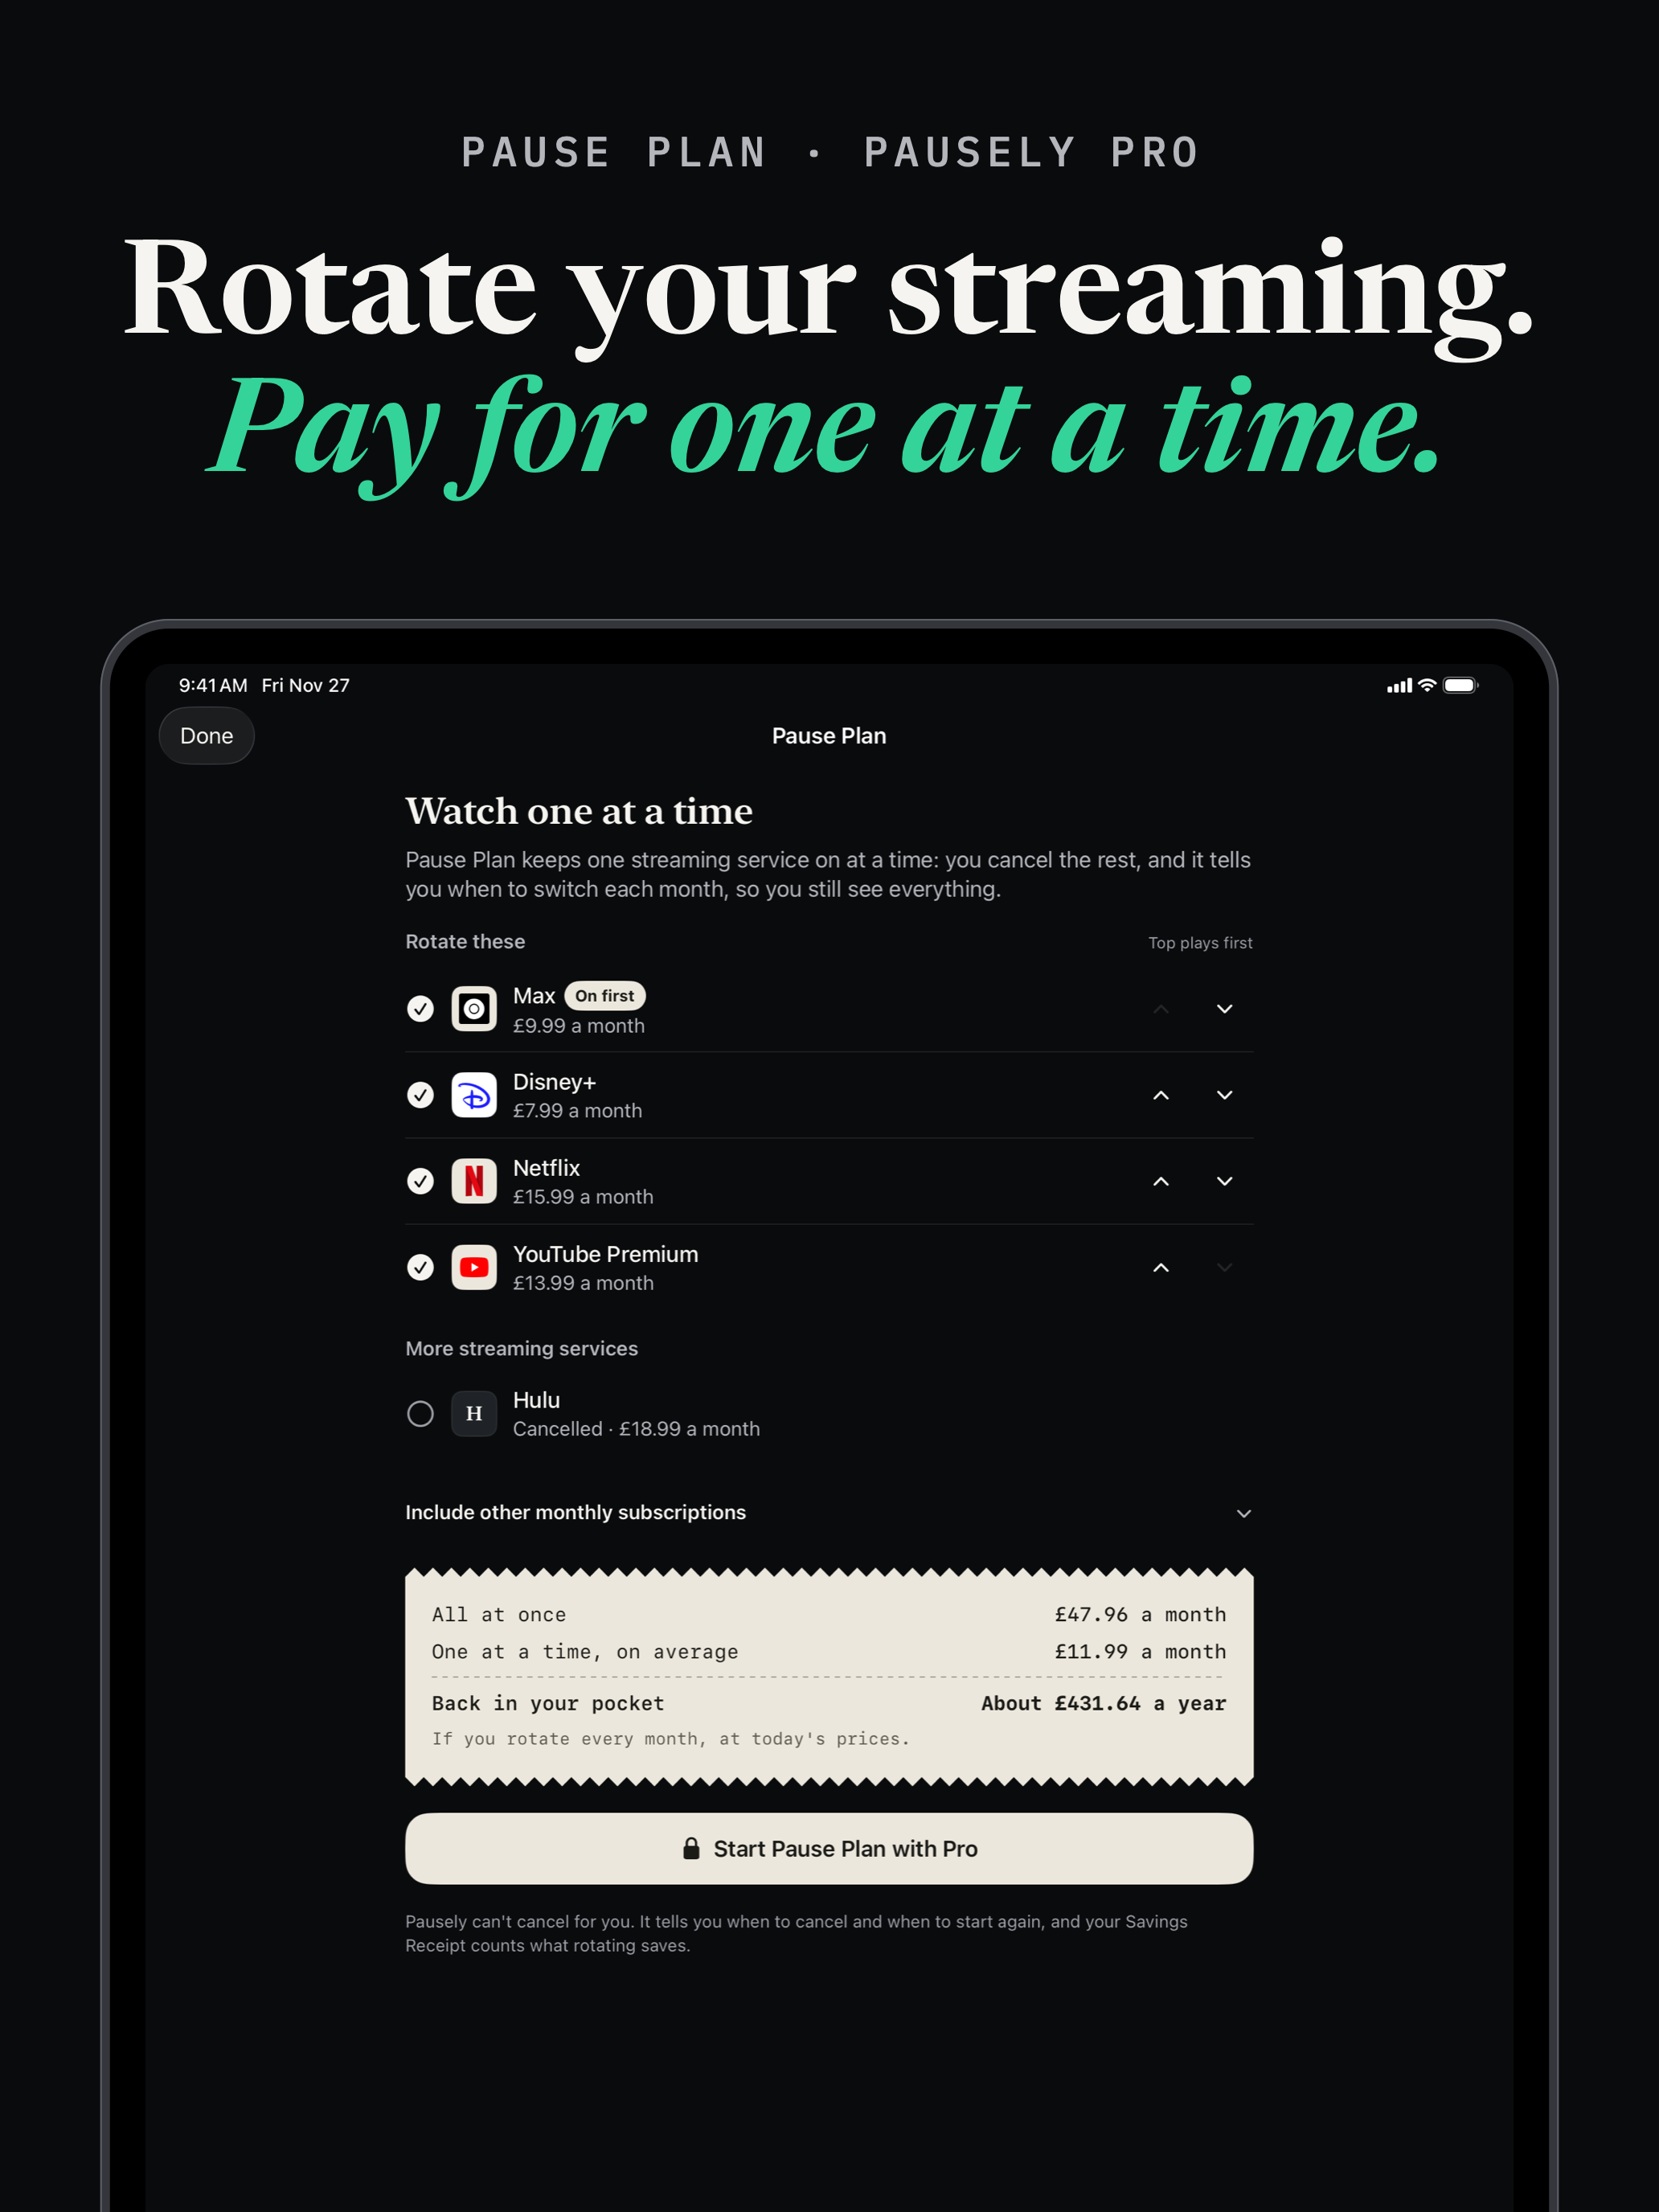 PAUSE PLAN · PAUSELY PRO
Rotate your streaming.
Pay for one at a time.
9:41 AM Fri Nov 27
Done
Pause Plan
Watch one at a time
Pause Plan keeps one streaming service on at a time: you cancel the rest, and it tells
you when to switch each month, so you still see everything.
Rotate these
Top plays first
Max On first
£9.99 a month
Disney+
£7.99 a month
N
Netflix
£15.99 a month
YouTube Premium
£13.99 a month
More streaming services
H
Hulu
Cancelled · £18.99 a month
Include other monthly subscriptions
All at once £47.96 a month
One at a time, on average £11.99 a month
Back in your pocket About £431.64 a year
If you rotate every month, at today's prices.
Start Pause Plan with Pro
Pausely can't cancel for you. It tells you when to cancel and when to start again, and your Savings
Receipt counts what rotating saves.